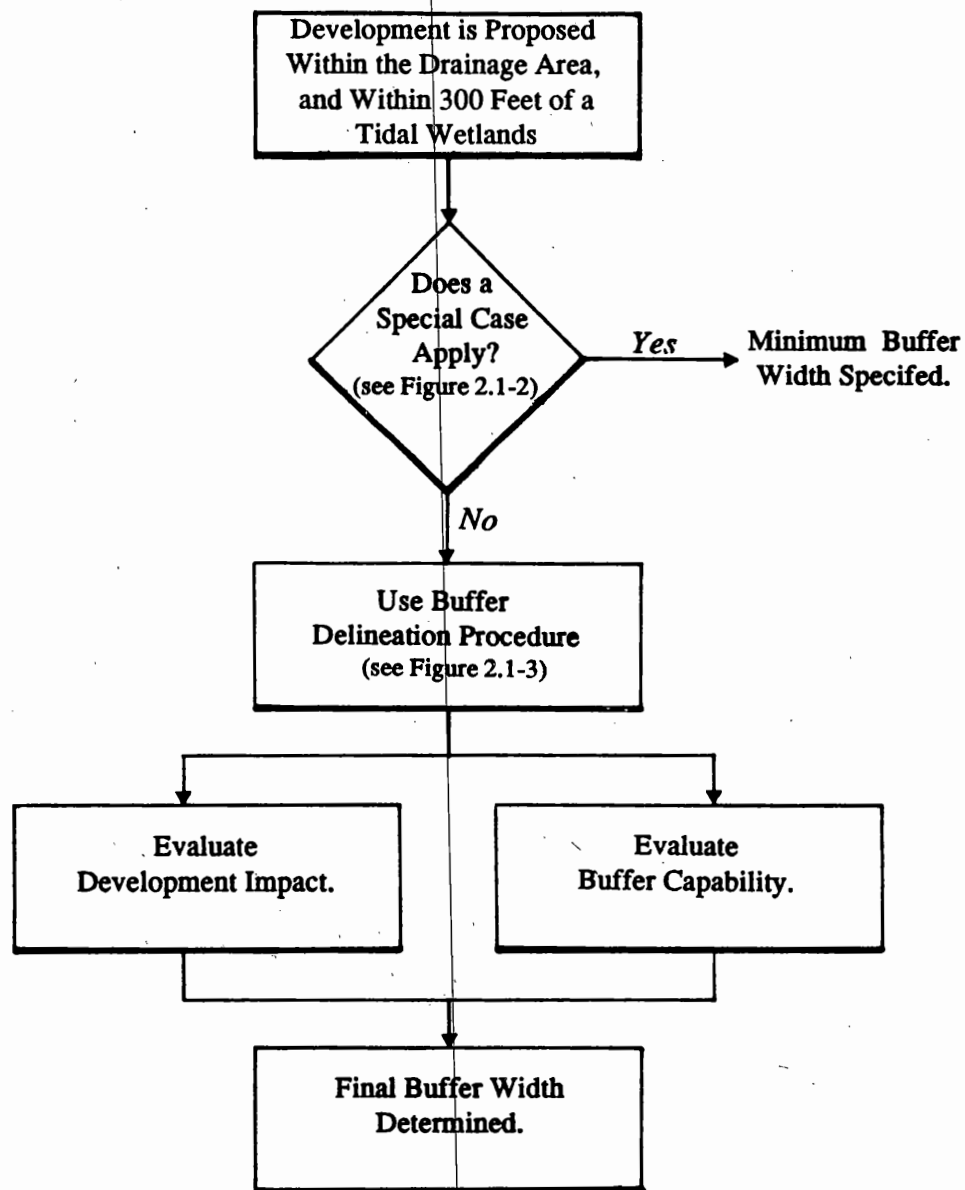 Development is Proposed
Within the Drainage Area,
and Within 300 Feet of a
Tidal Wetlands
Does a
Special Case
Apply?
(see Figure 2.1-2)
Yes
Minimum Buffer
Width Specifed.
No
Use Buffer
Delineation Procedure
(see Figure 2.1-3)
Evaluate
Development Impact.
Evaluate
Buffer Capability.
Final Buffer Width
Determined.